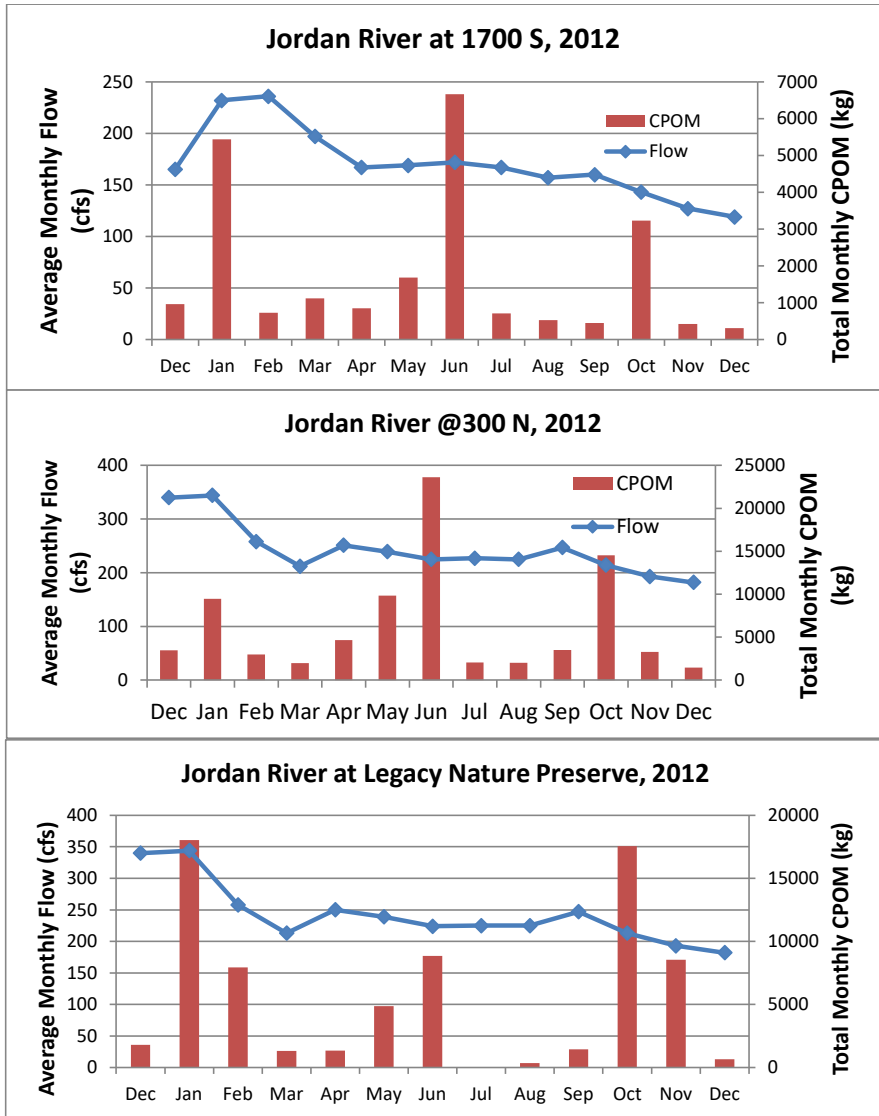 Jordan River at 1700 S, 2012
Average Monthly Flow
(cfs)
250
200
150
100
50
0
CPOM
Flow
7000
6000
5000
4000
3000
2000
1000
0
Total Monthly CPOM (kg)
Dec Jan Feb Mar Apr May Jun Jul Aug Sep Oct Nov Dec
Jordan River @300 N, 2012
Average Monthly Flow
(cfs)
400
300
200
100
0
CPOM
Flow
25000
20000
15000
10000
5000
0
Total Monthly CPOM
(kg)
Dec Jan Feb Mar Apr May Jun Jul Aug Sep Oct Nov Dec
Jordan River at Legacy Nature Preserve, 2012
Average Monthly Flow (cfs)
400
350
300
250
200
150
100
50
0
20000
15000
10000
5000
0
Total Monthly CPOM (kg)
Dec Jan Feb Mar Apr May Jun Jul Aug Sep Oct Nov Dec